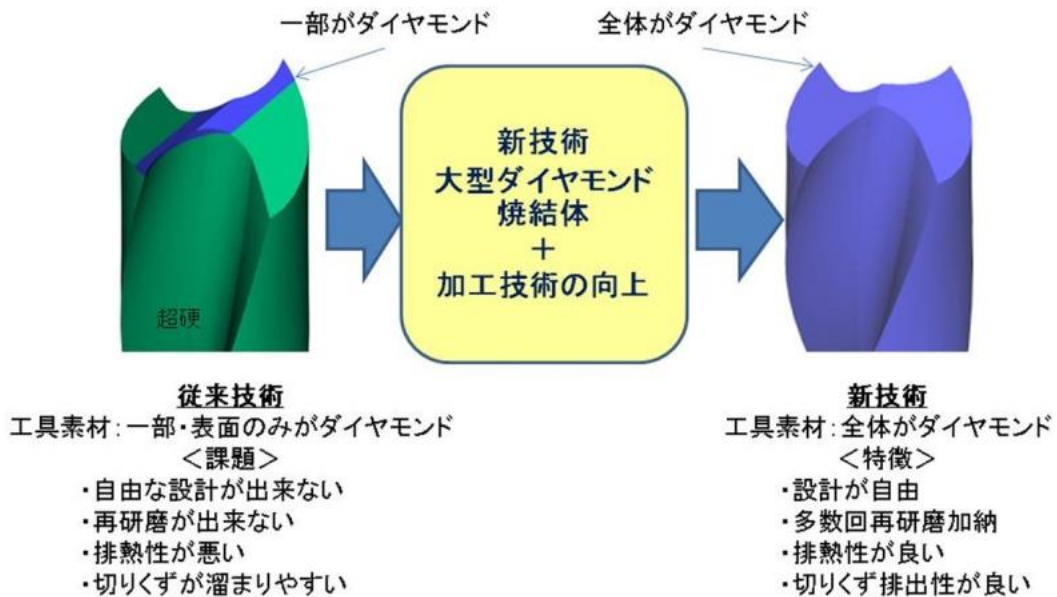 一部がダイヤモンド
全体がダイヤモンド
新技術
大型ダイヤモンド
焼結体
+
加工技術の向上
超硬
従来技術
工具素材:一部・表面のみがダイヤモンド
<課題>
・自由な設計が出来ない
・再研磨が出来ない
・排熱性が悪い
・切りくずが溜まりやすい
新技術
工具素材:全体がダイヤモンド
<特徴>
・設計が自由
・多数回再研磨加納
・排熱性が良い
・切りくず排出性が良い